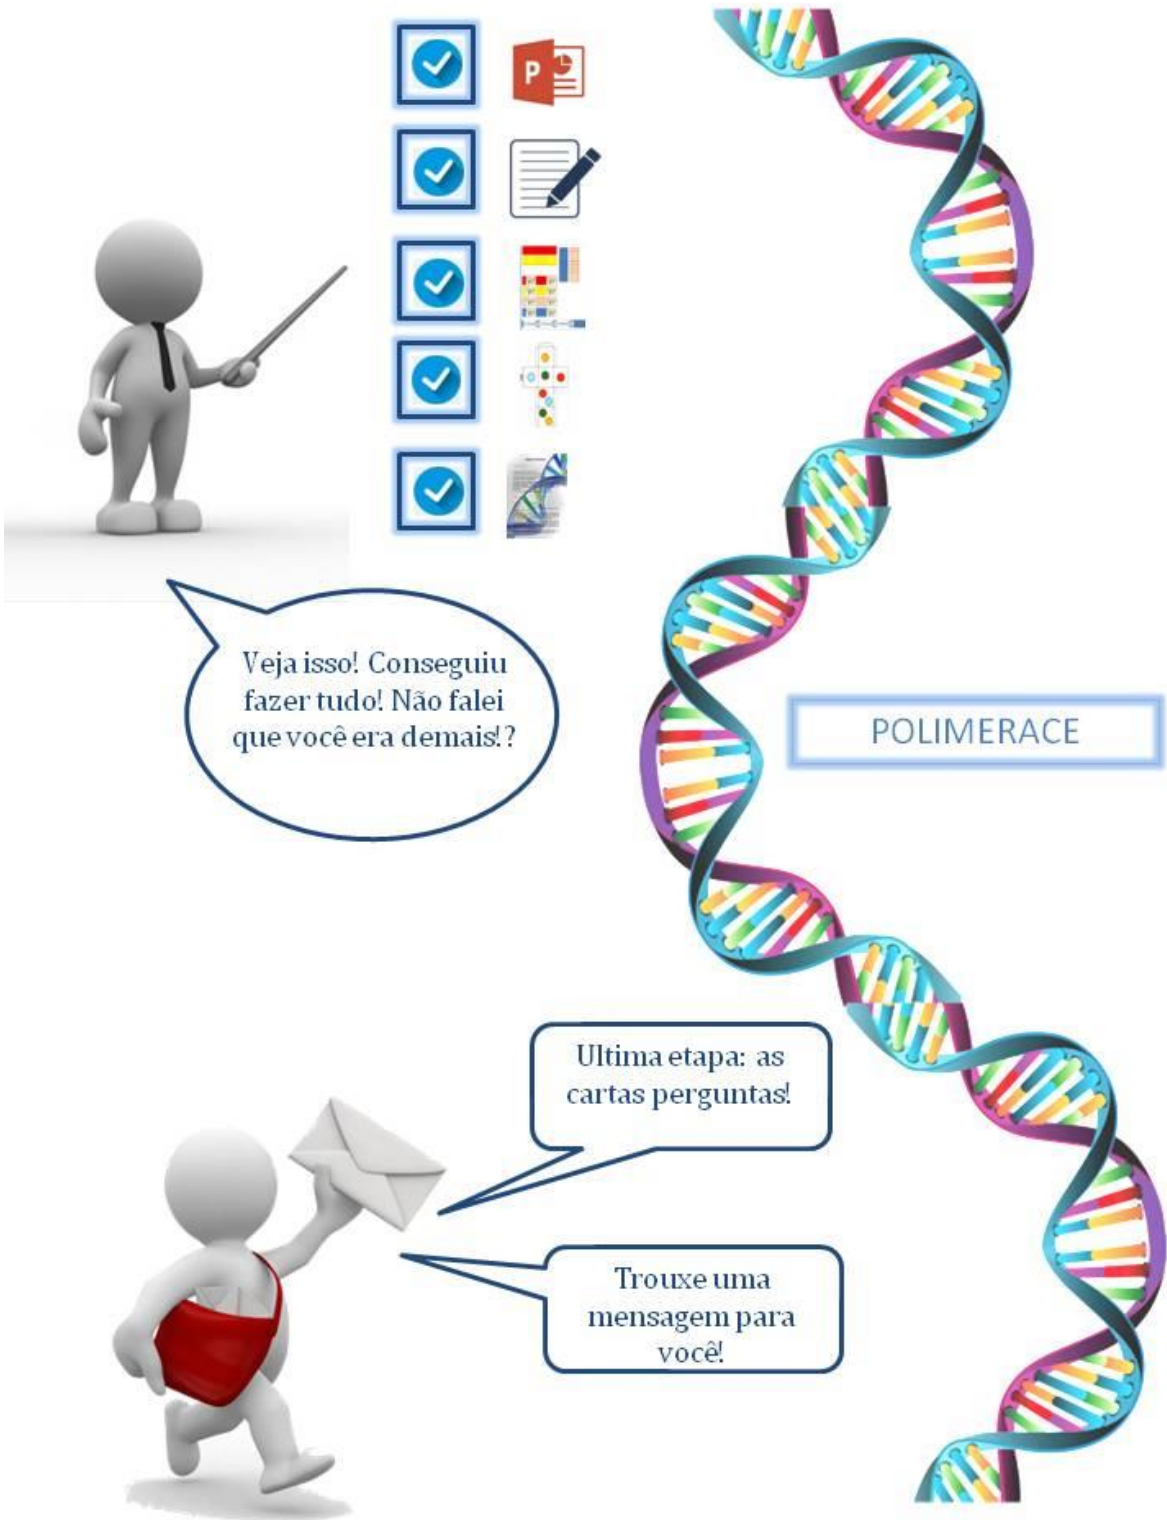 P
Veja isso! Conseguiu
fazer tudo! Não falei
que você era demais!?
POLIMERACE
Ultima etapa: as
cartas perguntas!
Trouxe uma
mensagem para
você!